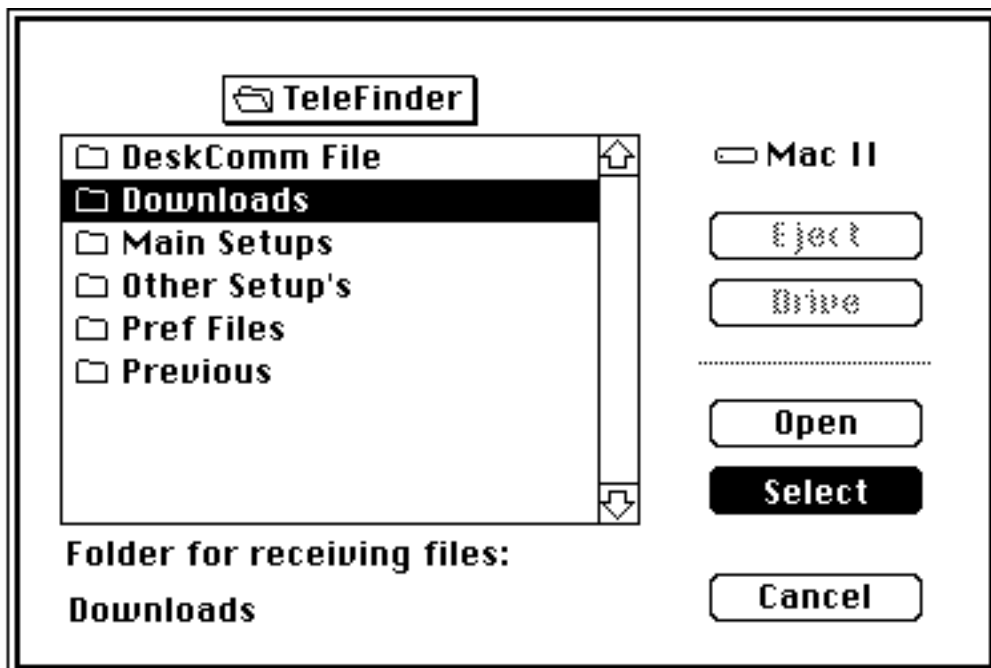 TeleFinder
DeskComm File
Downloads
Main Setups
Other Setup's
Pref Files
Previous
Mac II
Eject
Drive
Open
Select
Folder for receiving files:
Downloads
Cancel